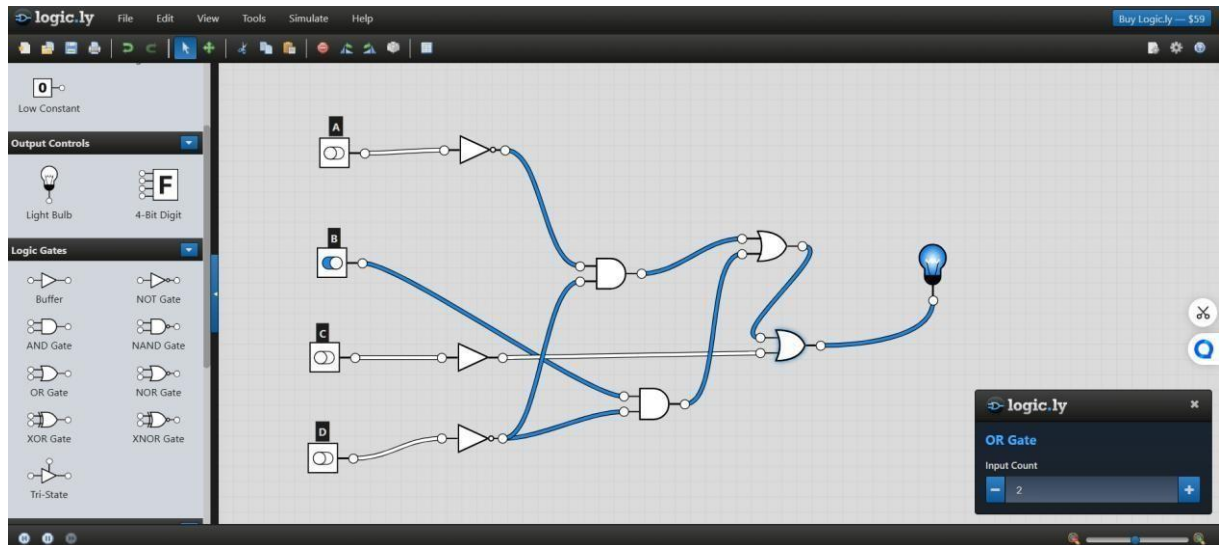 logic.ly File Edit View Tools Simulate Help Buy Logic.ly — $59
0
Low Constant
Output Controls
F
Light Bulb 4-Bit Digit
Logic Gates
Buffer NOT Gate
AND Gate NAND Gate
OR Gate NOR Gate
XOR Gate XNOR Gate
Tri-State
A
B
C
D
logic.ly
OR Gate
Input Count
2